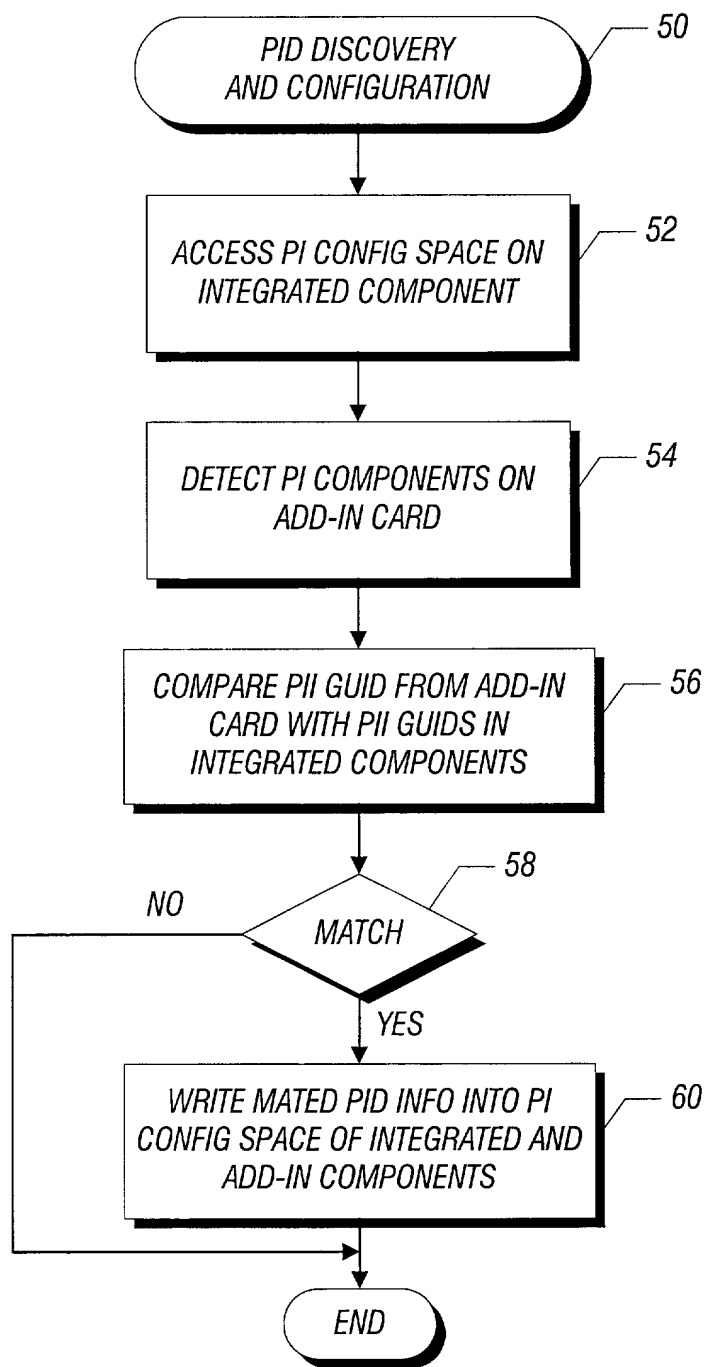 PID DISCOVERY
AND CONFIGURATION
50
ACCESS PI CONFIG SPACE ON
INTEGRATED COMPONENT
52
DETECT PI COMPONENTS ON
ADD-IN CARD
54
COMPARE PII GUID FROM ADD-IN
CARD WITH PII GUIDS IN
INTEGRATED COMPONENTS
56
58
NO
MATCH
YES
WRITE MATED PID INFO INTO PI
CONFIG SPACE OF INTEGRATED AND
ADD-IN COMPONENTS
60
END